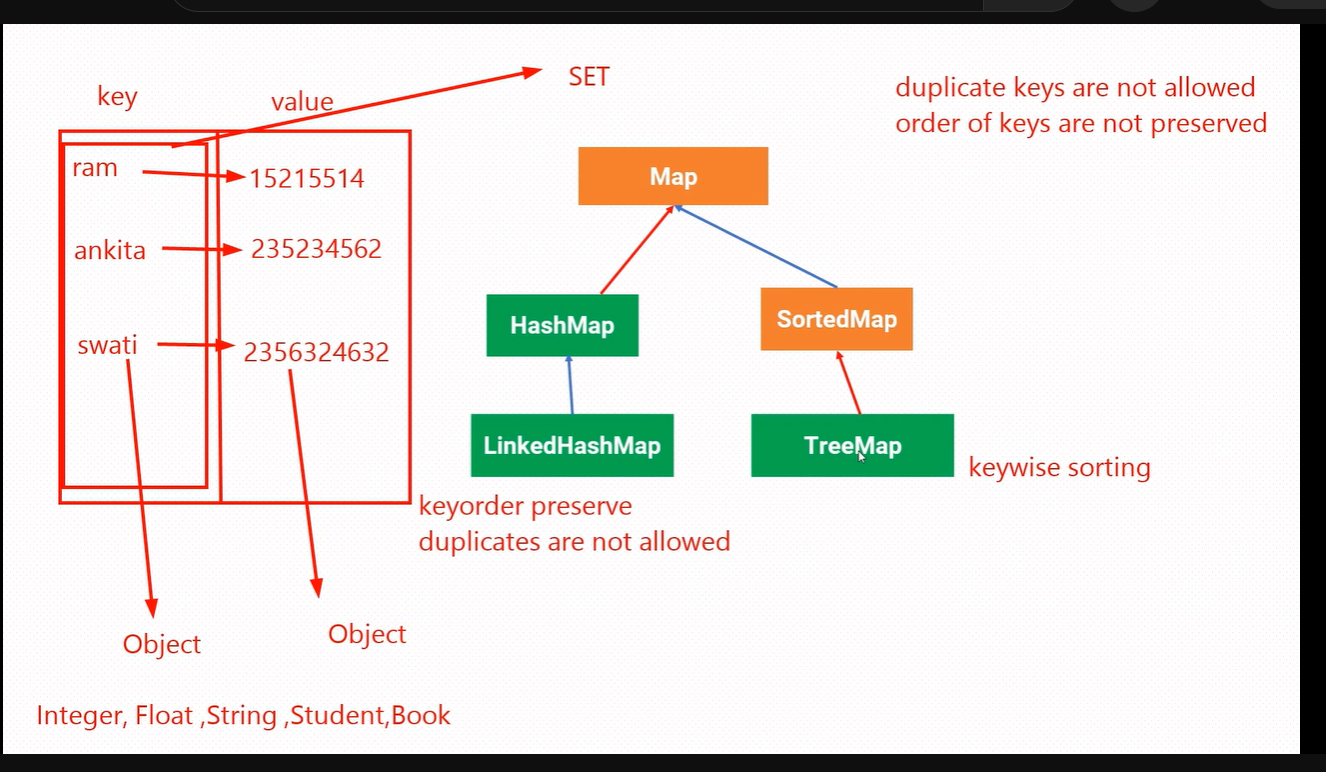 SET
key
value
duplicate keys are not allowed
order of keys are not preserved
ram
15215514
Map
ankita
235234562
HashMap
SortedMap
swati
2356324632
LinkedHashMap
TreeMap
keywise sorting
keyorder preserve
duplicates are not allowed
Object
Object
Integer, Float ,String ,Student,Book